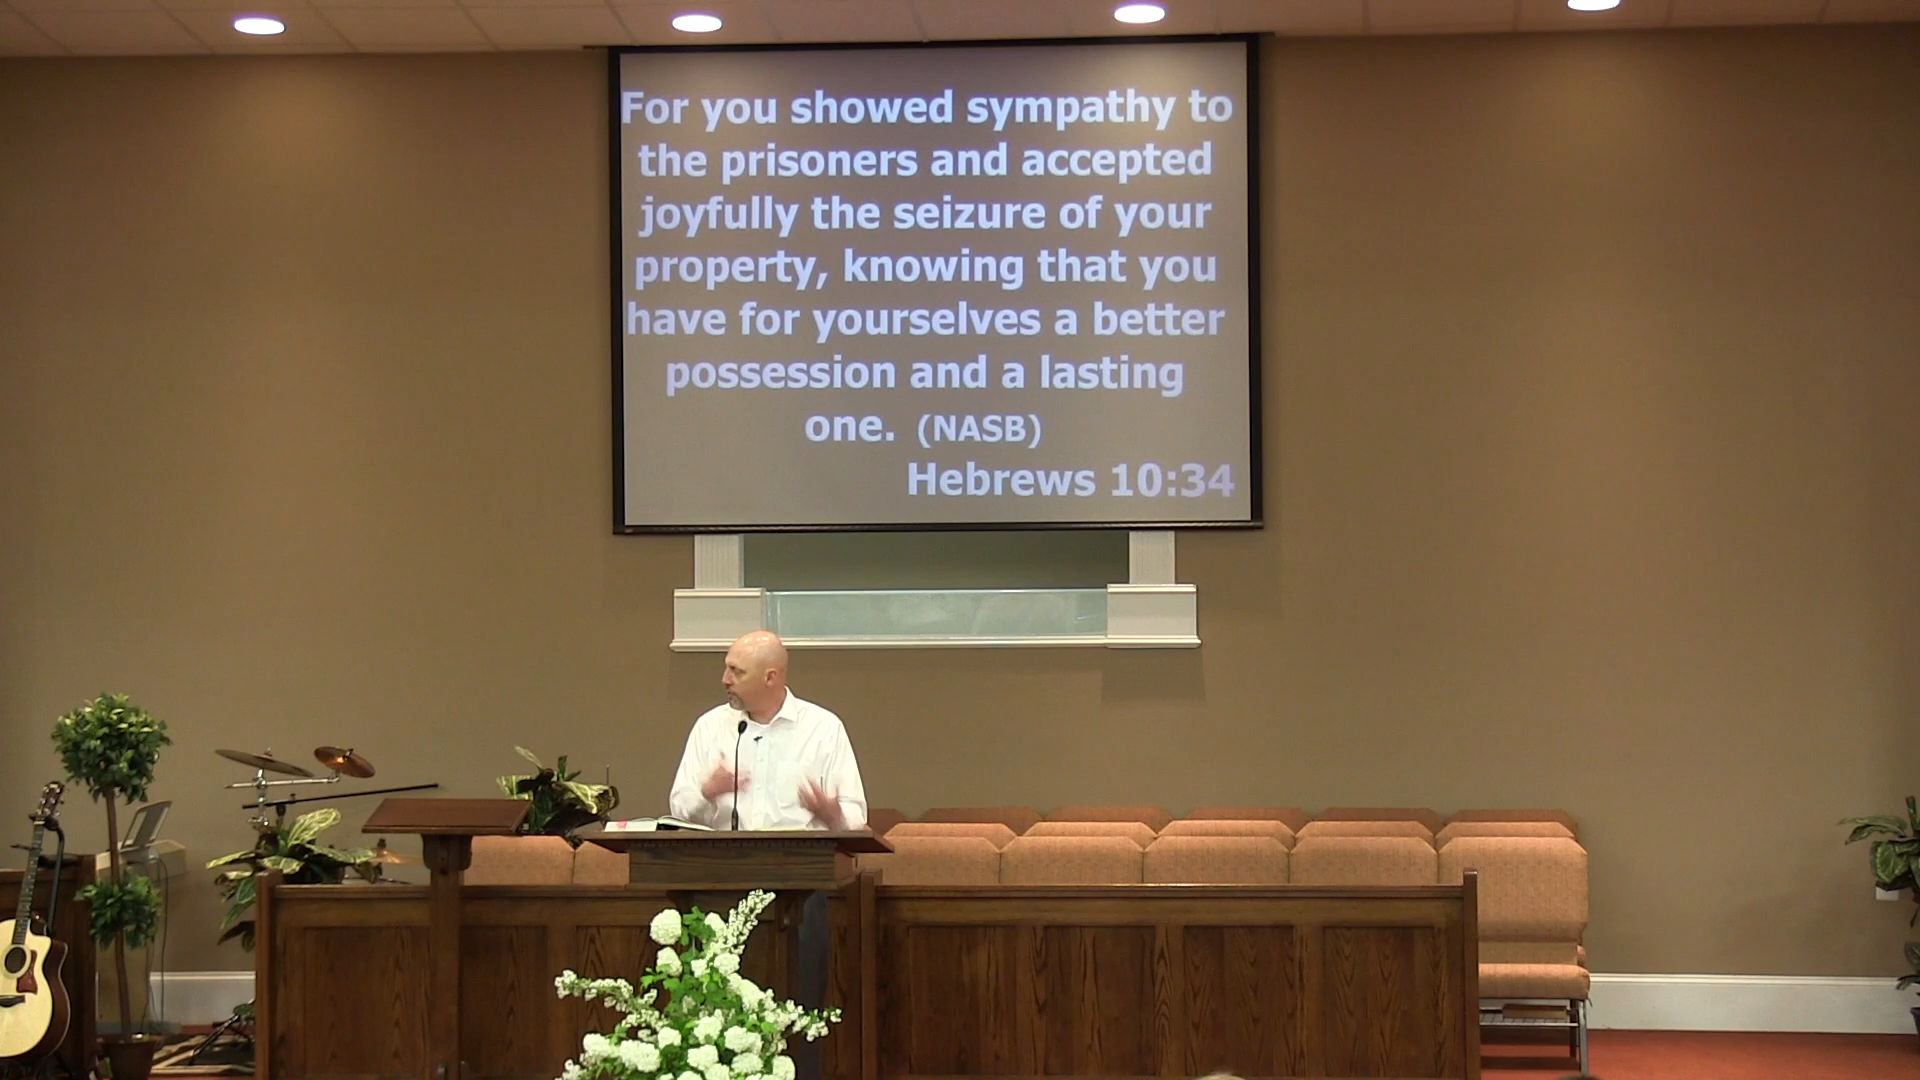 For you showed sympathy to
the prisoners and accepted
joyfully the seizure of your
property, knowing that you
have for yourselves a better
possession and a lasting
one. (NASB)
Hebrews 10:34